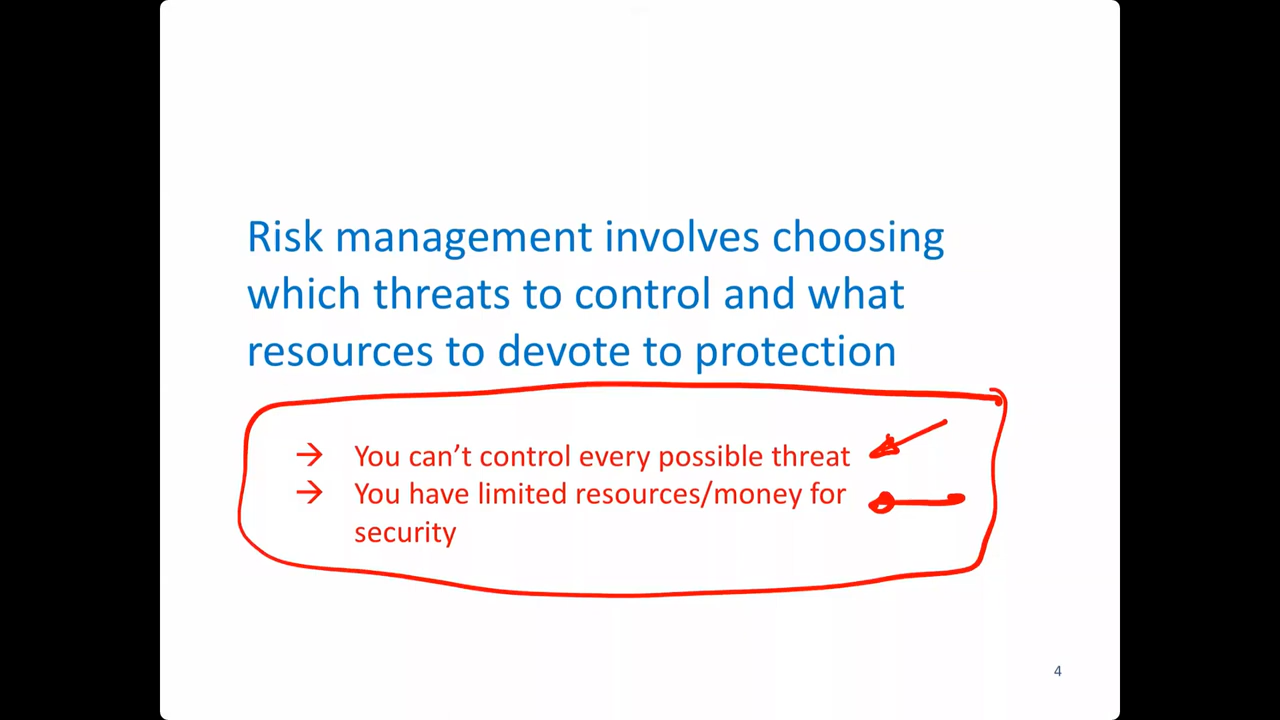 Risk management involves choosing
which threats to control and what
resources to devote to protection
→ You can’t control every possible threat
→ You have limited resources/money for
security
4